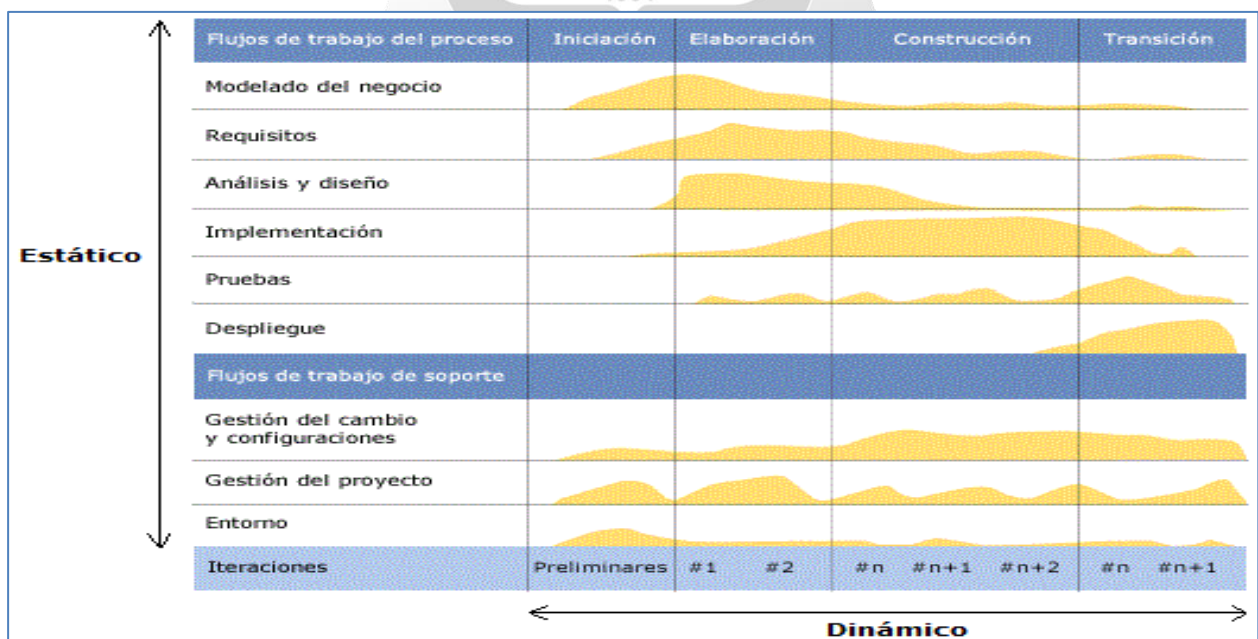 Flujos de trabajo del proceso Iniciación Elaboración Construcción Transición
Modelado del negocio
Requisitos
Análisis y diseño
Implementación
Estático
Pruebas
Despliegue
Flujos de trabajo de soporte
Gestión del cambio
y configuraciones
Gestión del proyecto
Entorno
Iteraciones Preliminares #1 #2 #n #n+1 #n+2 #n #n+1
Dinámico